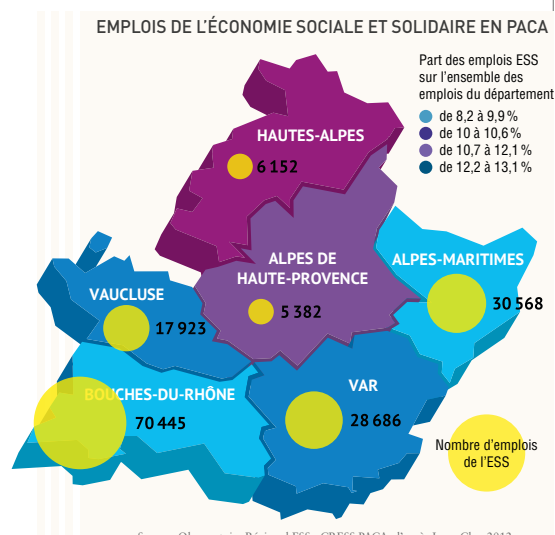 EMPLOIS DE L'ÉCONOMIE SOCIALE ET SOLIDAIRE EN PACA
Part des emplois ESS
sur l'ensemble des
emplois du département
de 8,2 à 9,9 %
de 10 à 10,6 %
de 10,7 à 12,1 %
de 12,2 à 13,1 %
HAUTES-ALPES
6 152
ALPES DE
HAUTE-PROVENCE
5 382
ALPES-MARITIMES
30 568
VAUCLUSE
17 923
BOUCHES-DU-RHÔNE
70 445
VAR
28 686
Nombre d'emplois
de l'ESS